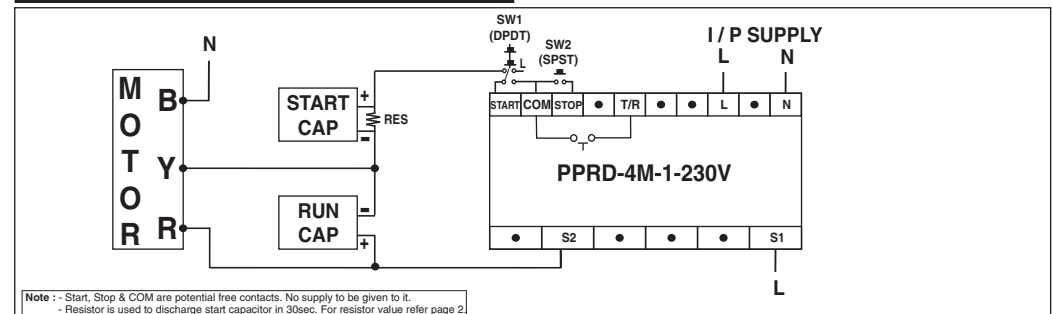 SW1
(DPDT)
SW2
(SPST)
I / P SUPPLY
L N
N
L
MOTOR
B
Y
R
START
CAP
+
-
RES
RUN
CAP
-
+
START COM STOP T/R L N
PPRD-4M-1-230V
S2 S1
L
Note : - Start, Stop & COM are potential free contacts. No supply to be given to it.
- Resistor is used to discharge start capacitor in 30sec. For resistor value refer page 2.